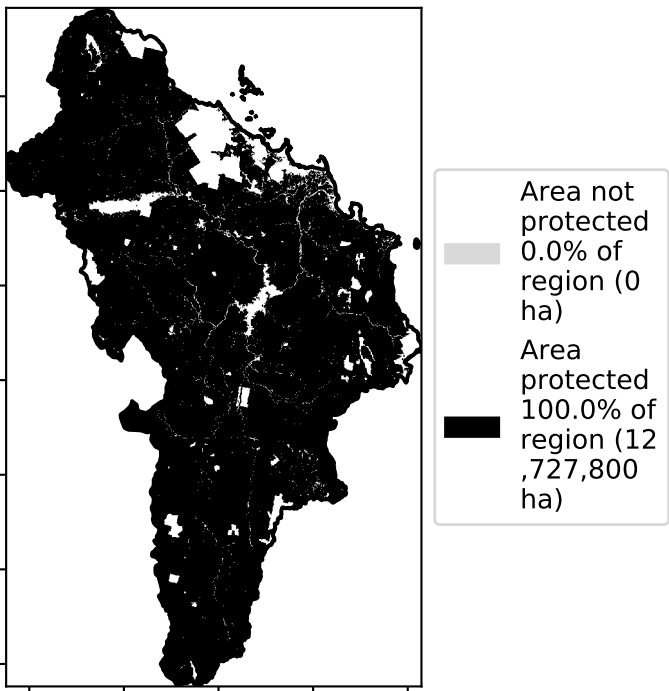 Area not
protected
0.0% of
region (0
ha)
Area
protected
100.0% of
region (12
,727,800
ha)